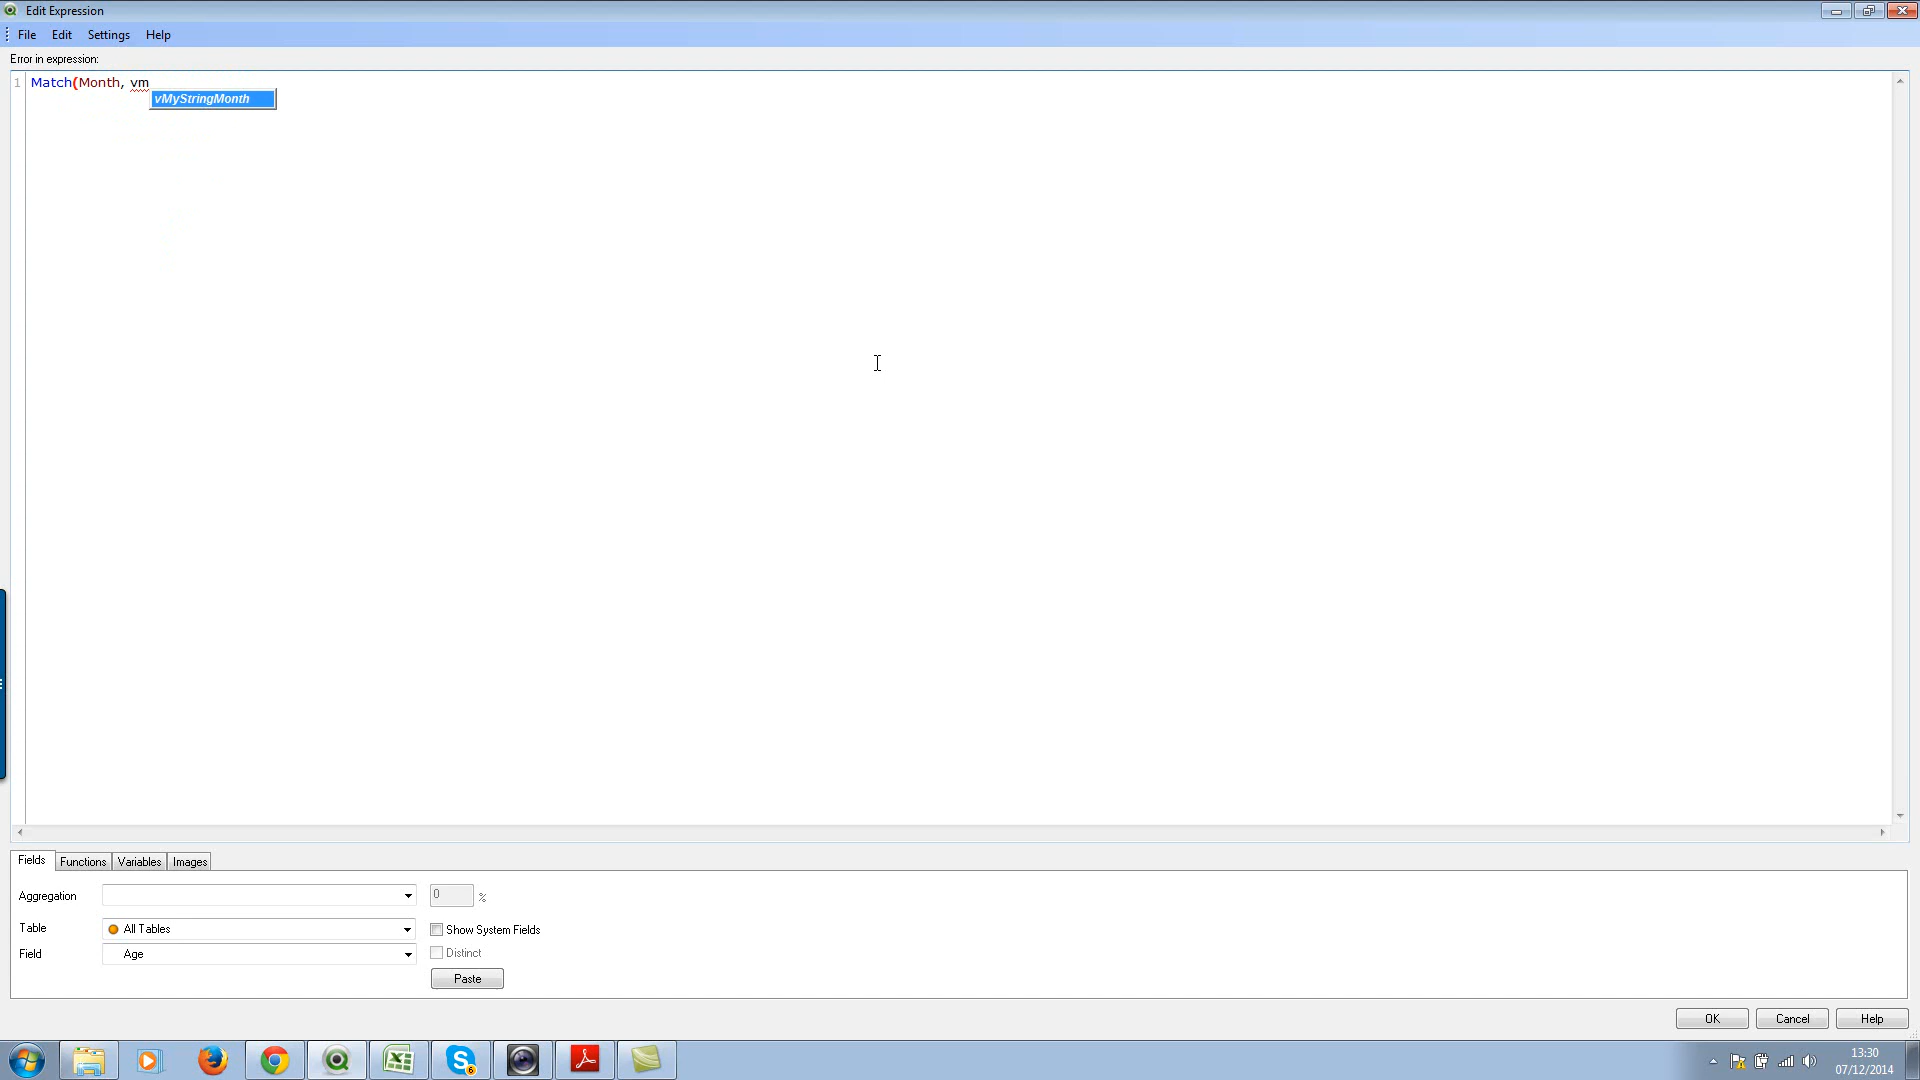 Edit Expression
File Edit Settings Help
Error in expression:
1 Match(Month, vm
vMyStringMonth
Fields Functions Variables Images
Aggregation 0 %
Table All Tables Show System Fields
Field Age Distinct
Paste
OK Cancel Help
6
13:30
07/12/2014